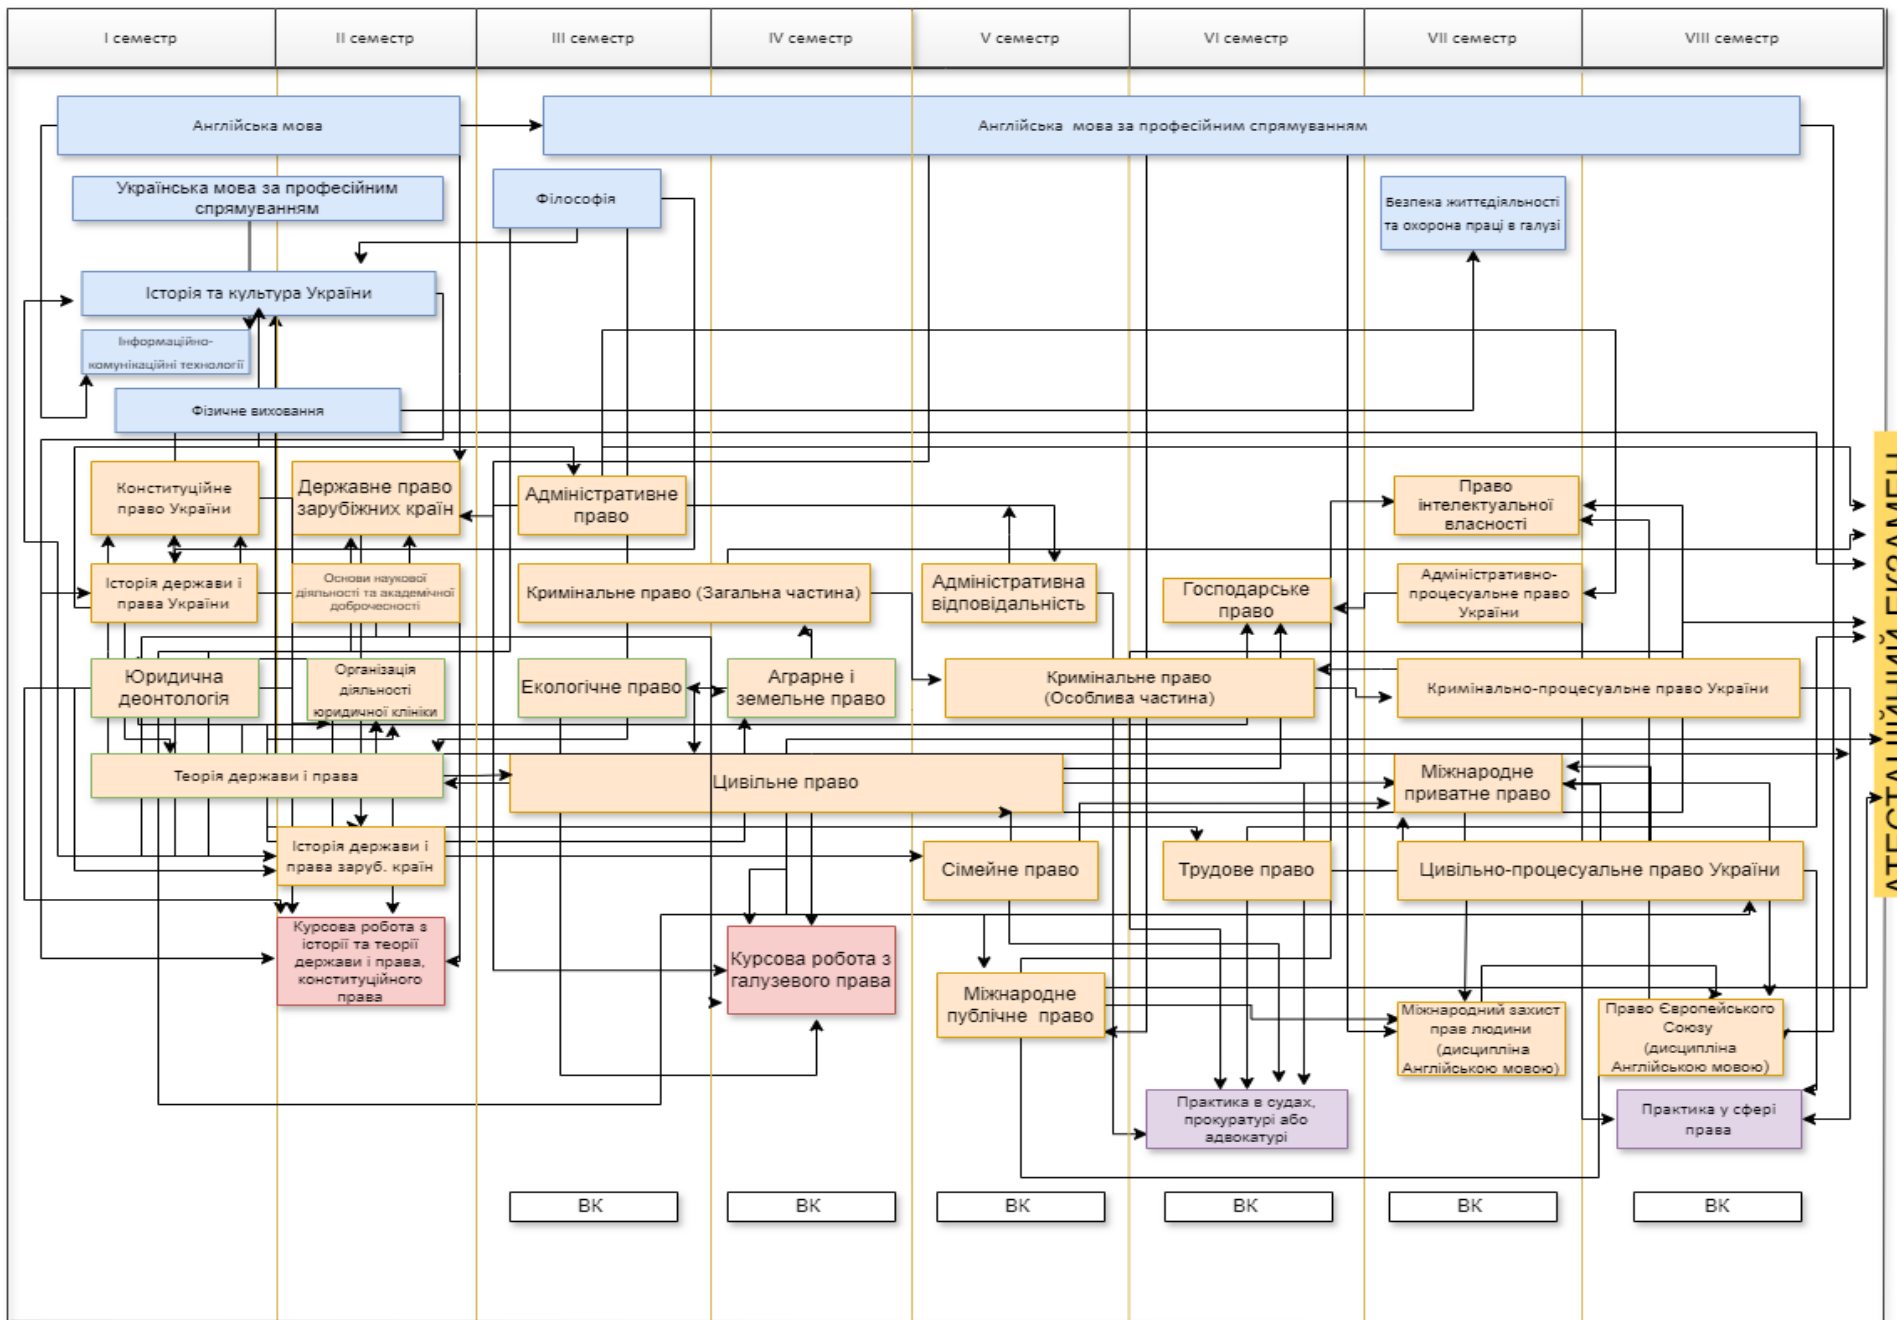 I семестр
II семестр
III семестр
IV семестр
V семестр
VI семестр
VII семестр
VIII семестр
Англійська мова
Англійська мова за професійним спрямуванням
Українська мова за професійним
спрямуванням
Філософія
Безпека життєдіяльності
та охорона праці в галузі
Історія та культура України
Інформаційно-
комунікаційні технології
Фізичне виховання
Конституційне
право України
Державне право
зарубіжних країн
Адміністративне
право
Право
інтелектуальної
власності
Історія держави і
права України
Основи наукової
діяльності та академічної
доброчесності
Кримінальне право (Загальна частина)
Адміністративна
відповідальність
Господарське
право
Адміністративно-
процесуальне право
України
Юридична
деонтологія
Організація
діяльності
юридичної клініки
Екологічне право
Аграрне і
земельне право
Кримінальне право
(Особлива частина)
Кримінально-процесуальне право України
Теорія держави і права
Цивільне право
Міжнародне
приватне право
Історія держави і
права заруб. країн
Сімейне право
Трудове право
Цивільно-процесуальне право України
Курсова робота з
історії та теорії
держави і права,
конституційного
права
Курсова робота з
галузевого права
Міжнародне
публічне право
Міжнародний захист
прав людини
(дисципліна
Англійською мовою)
Право Європейського
Союзу
(дисципліна
Англійською мовою)
Практика в судах,
прокуратурі або
адвокатурі
Практика у сфері
права
АТЕСТАЦІЙНИЙ ЕКЗАМЕН
ВК
ВК
ВК
ВК
ВК
ВК